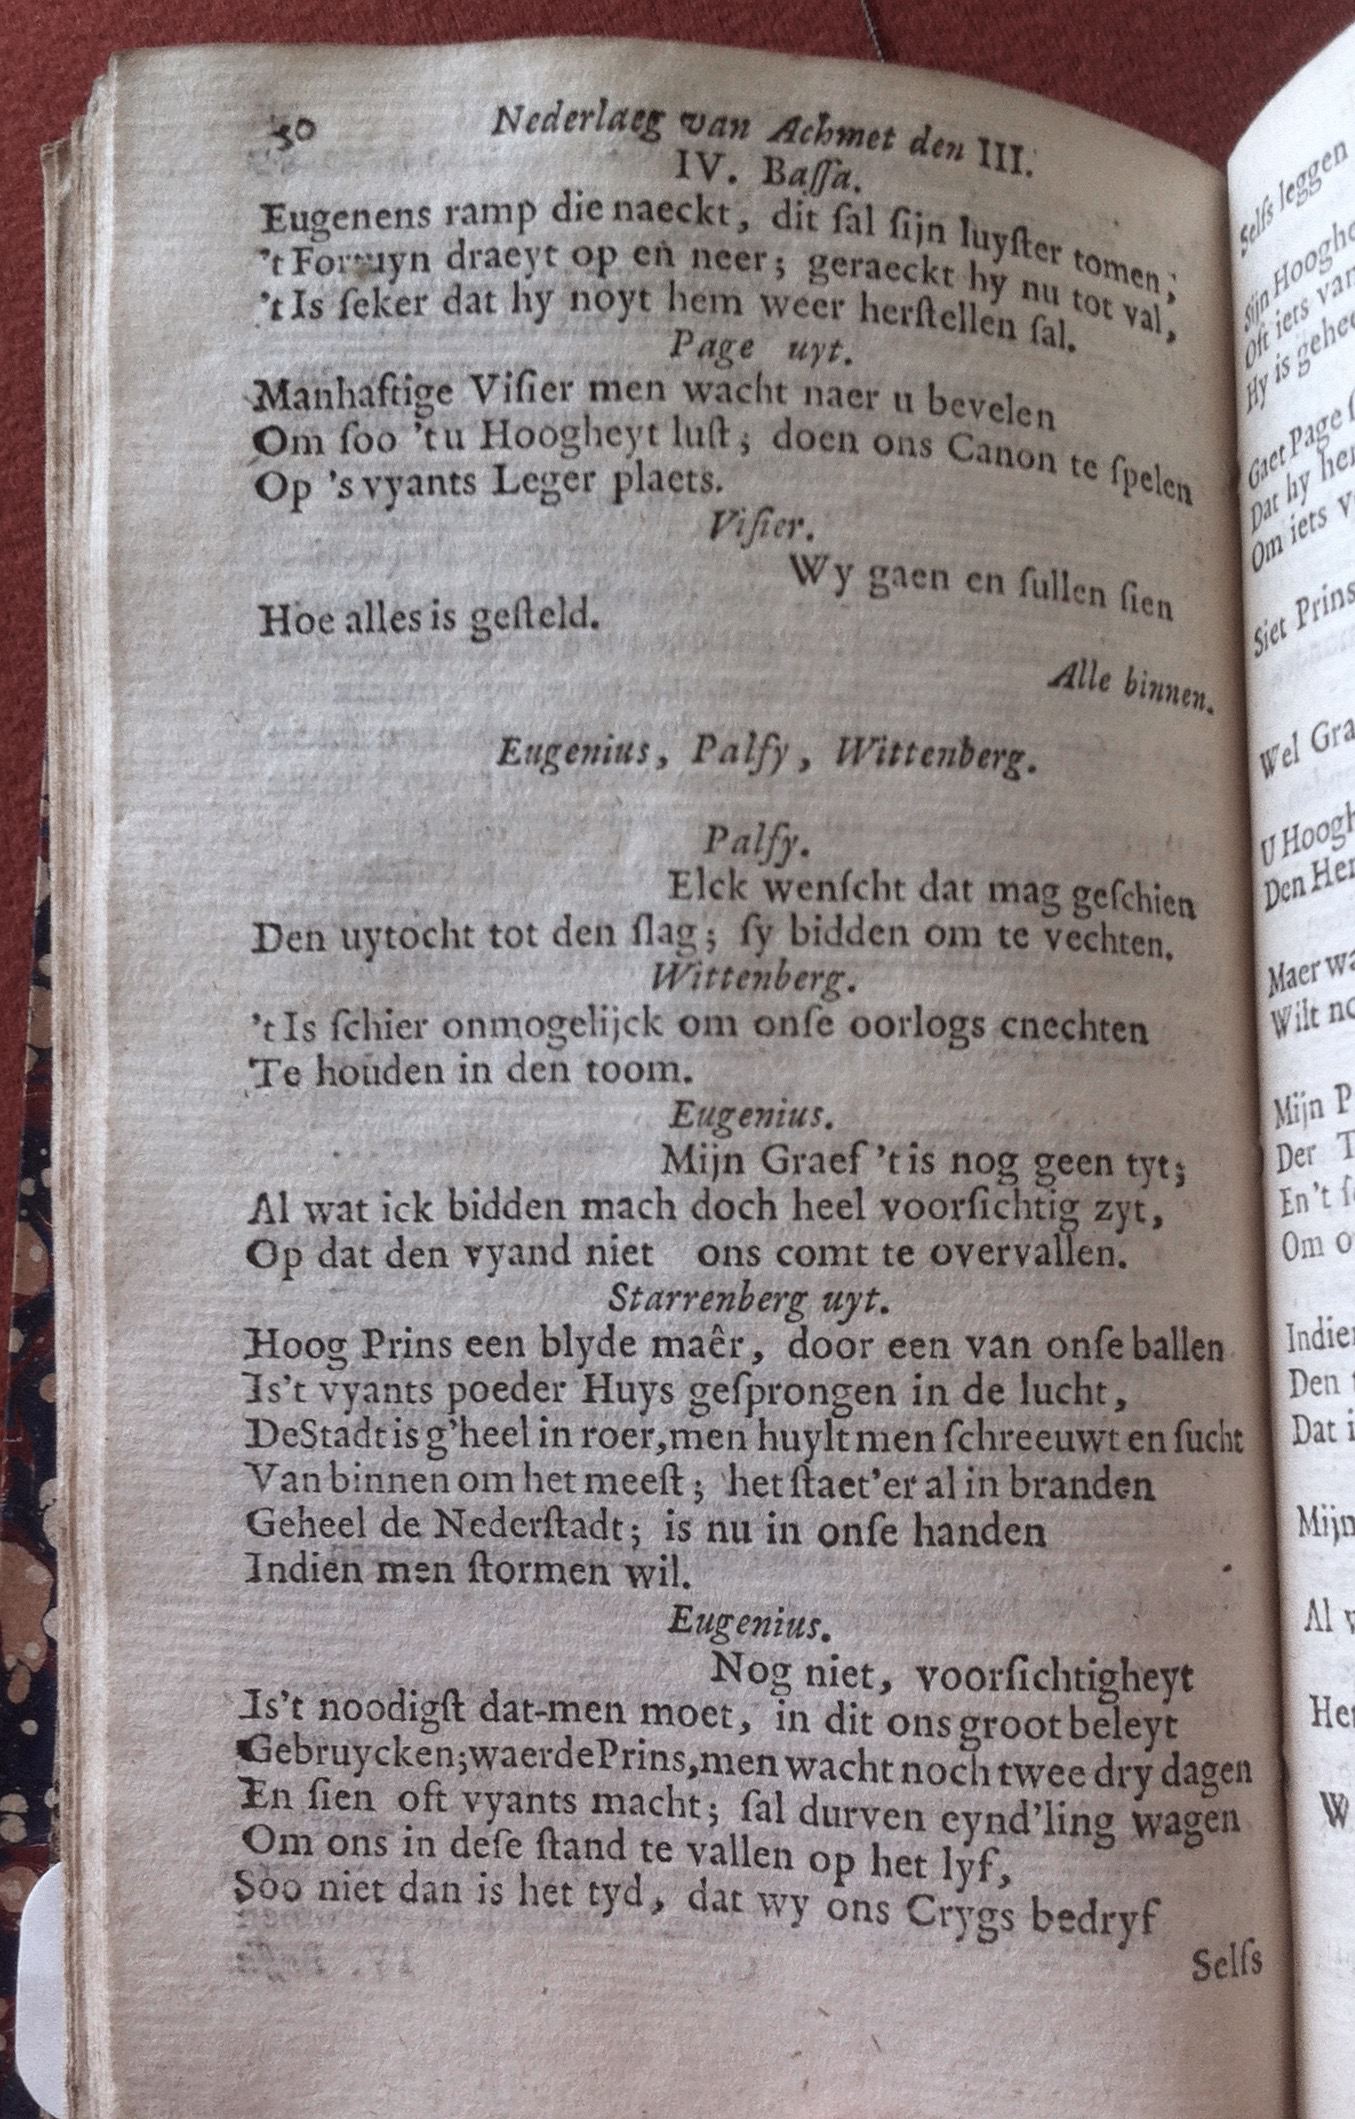 50 Nederlaeg van Achmet den III.
IV. Baſſa.
Eugenens ramp die naeckt, dit ſal ſijn luyſter tomen;
't Fortuyn draeyt op en neer; geraeckt hy nu tot val,
't Is ſeker dat hy noyt hem weer herſtellen ſal.
Page uyt.
Manhaftige Viſier men wacht naer u bevelen
Om ſoo 't u Hoogheyt luſt; doen ons Canon te ſpelen
Op 's vyants Leger plaets.
Viſier.
Wy gaen en ſullen ſien
Hoe alles is geſteld.
Alle binnen.
Eugenius, Palfy, Wittenberg.
Palfy.
Elck wenſcht dat mag geſchien
Den uytocht tot den ſlag; ſy bidden om te vechten.
Wittenberg.
't Is ſchier onmogelijck om onſe oorlogs cnechten
Te houden in den toom.
Eugenius.
Mijn Graef 't is nog geen tyt;
Al wat ick bidden mach doch heel voorſichtig zyt,
Op dat den vyand niet ons comt te overvallen.
Starrenberg uyt.
Hoog Prins een blyde maêr, door een van onſe ballen
Is't vyants poeder Huys geſprongen in de lucht,
De Stadt is g'heel in roer, men huylt men ſchreeuwt en ſucht
Van binnen om het meeſt; het ſtaet'er al in branden
Geheel de Nederſtadt; is nu in onſe handen
Indien men ſtormen wil.
Eugenius.
Nog niet, voorſichtigheyt
Is't noodigſt dat-men moet, in dit ons groot beleyt
Gebruycken; waerde Prins, men wacht noch twee dry dagen
En ſien oft vyants macht; ſal durven eynd'ling wagen
Om ons in deſe ſtand te vallen op het lyf,
Soo niet dan is het tyd, dat wy ons Crygs bedryf
Selfs
Selfs leggen
Sijn Hooghe
Oft iets van
Hy is gehee
Gaet Page
Dat hy he
Om iets v
Siet Prins
Wel Gra
U Hoogh
Den Her
Maer wa
Wilt no
Mijn P
Der T
En 't
Om o
Indie
Den
Dat i
Mijn
Al v
He
W